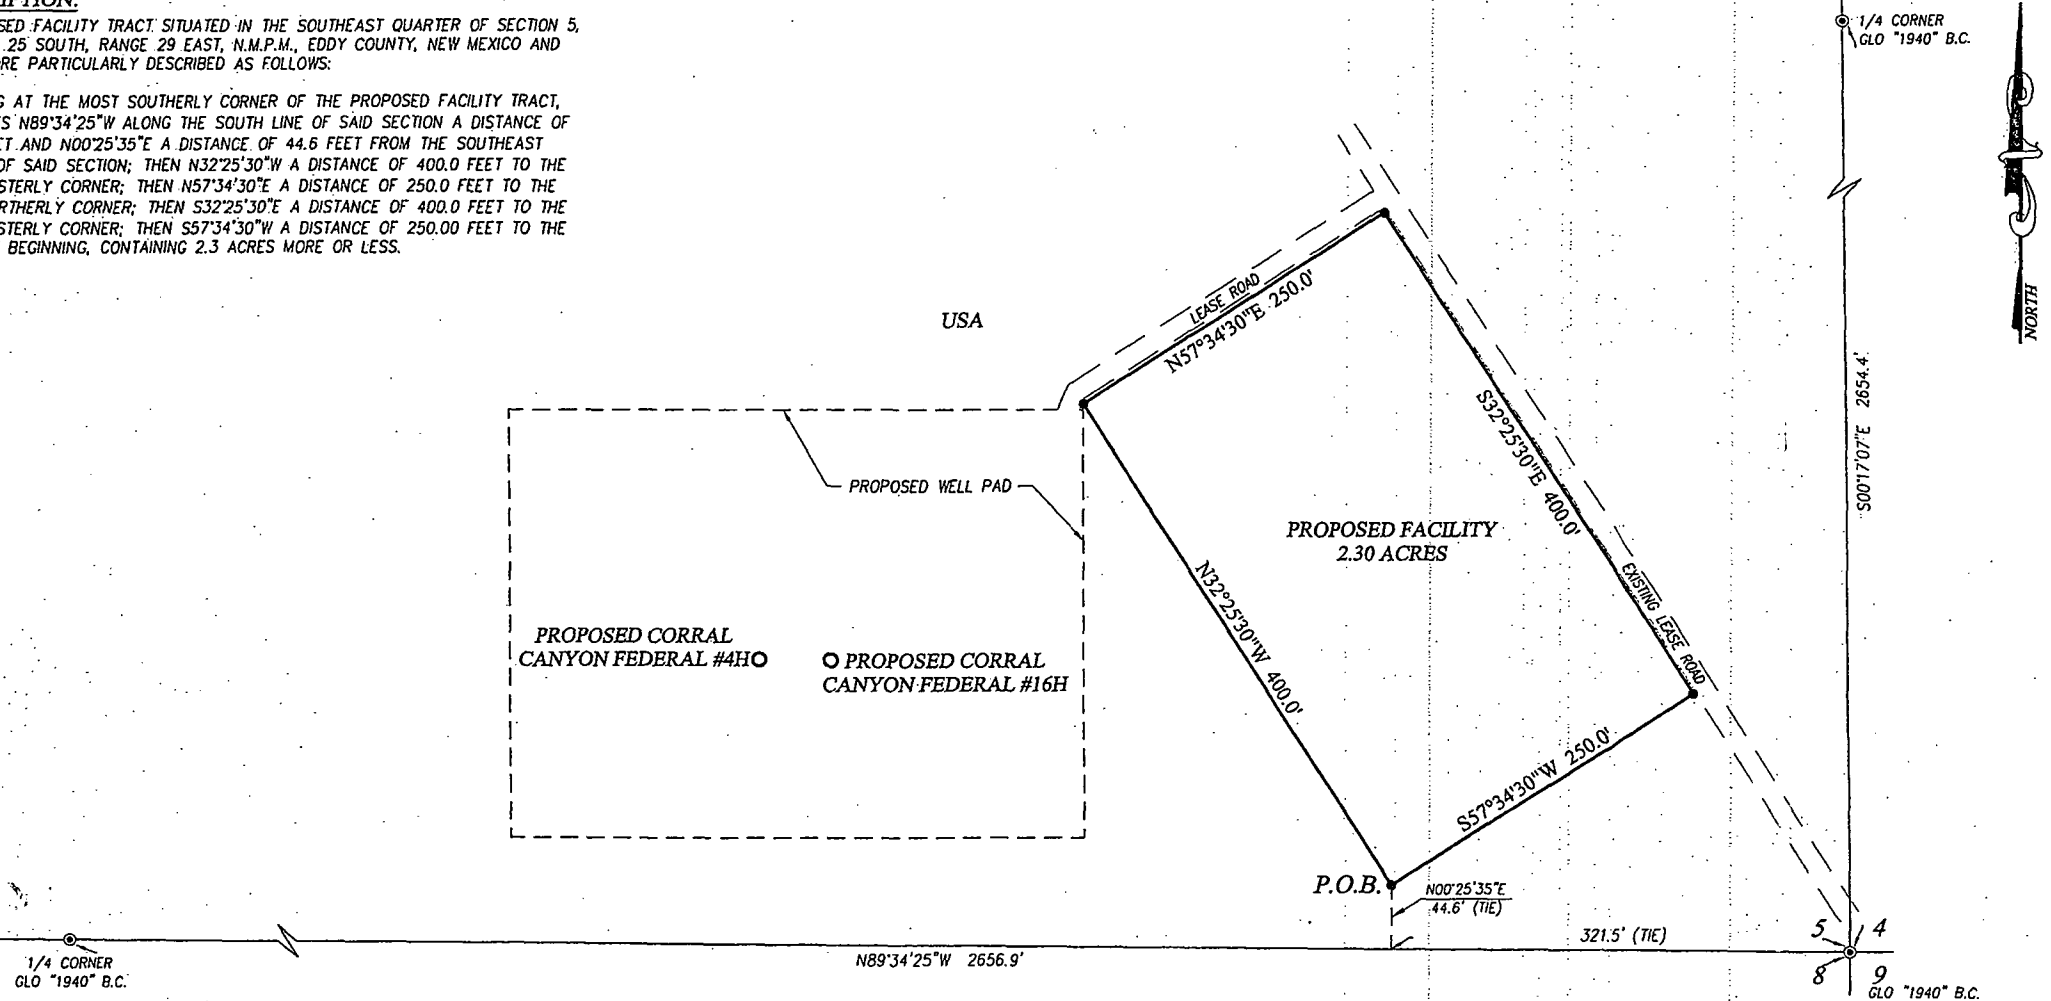 SED FACILITY TRACT SITUATED IN THE SOUTHEAST QUARTER OF SECTION 5,
25 SOUTH, RANGE 29 EAST, N.M.P.M., EDDY COUNTY, NEW MEXICO AND
RE PARTICULARLY DESCRIBED AS FOLLOWS:
G AT THE MOST SOUTHERLY CORNER OF THE PROPOSED FACILITY TRACT,
S N89°34'25"W ALONG THE SOUTH LINE OF SAID SECTION A DISTANCE OF
ET AND N00°25'35"E A DISTANCE OF 44.6 FEET FROM THE SOUTHEAST
OF SAID SECTION; THEN N32°25'30"W A DISTANCE OF 400.0 FEET TO THE
STERLY CORNER; THEN N57°34'30"E A DISTANCE OF 250.0 FEET TO THE
RTHERLY CORNER; THEN S32°25'30"E A DISTANCE OF 400.0 FEET TO THE
STERLY CORNER; THEN S57°34'30"W A DISTANCE OF 250.00 FEET TO THE
BEGINNING, CONTAINING 2.3 ACRES MORE OR LESS.
1/4 CORNER
GLO "1940" B.C.
NORTH
USA
LEASE ROAD
N57°34'30"E 250.0'
S32°25'30"E 400.0'
S00°17'07"E 2654.4'
PROPOSED WELL PAD
PROPOSED FACILITY
2.30 ACRES
EXISTING LEASE ROAD
N32°25'30"W 400.0'
PROPOSED CORRAL
CANYON FEDERAL #4H
PROPOSED CORRAL
CANYON FEDERAL #16H
S57°34'30"W 250.0'
P.O.B.
N00°25'35"E
44.6' (TIE)
321.5' (TIE)
5 4
8 9
N89°34'25"W 2656.9'
1/4 CORNER
GLO "1940" B.C.
GLO "1940" B.C.